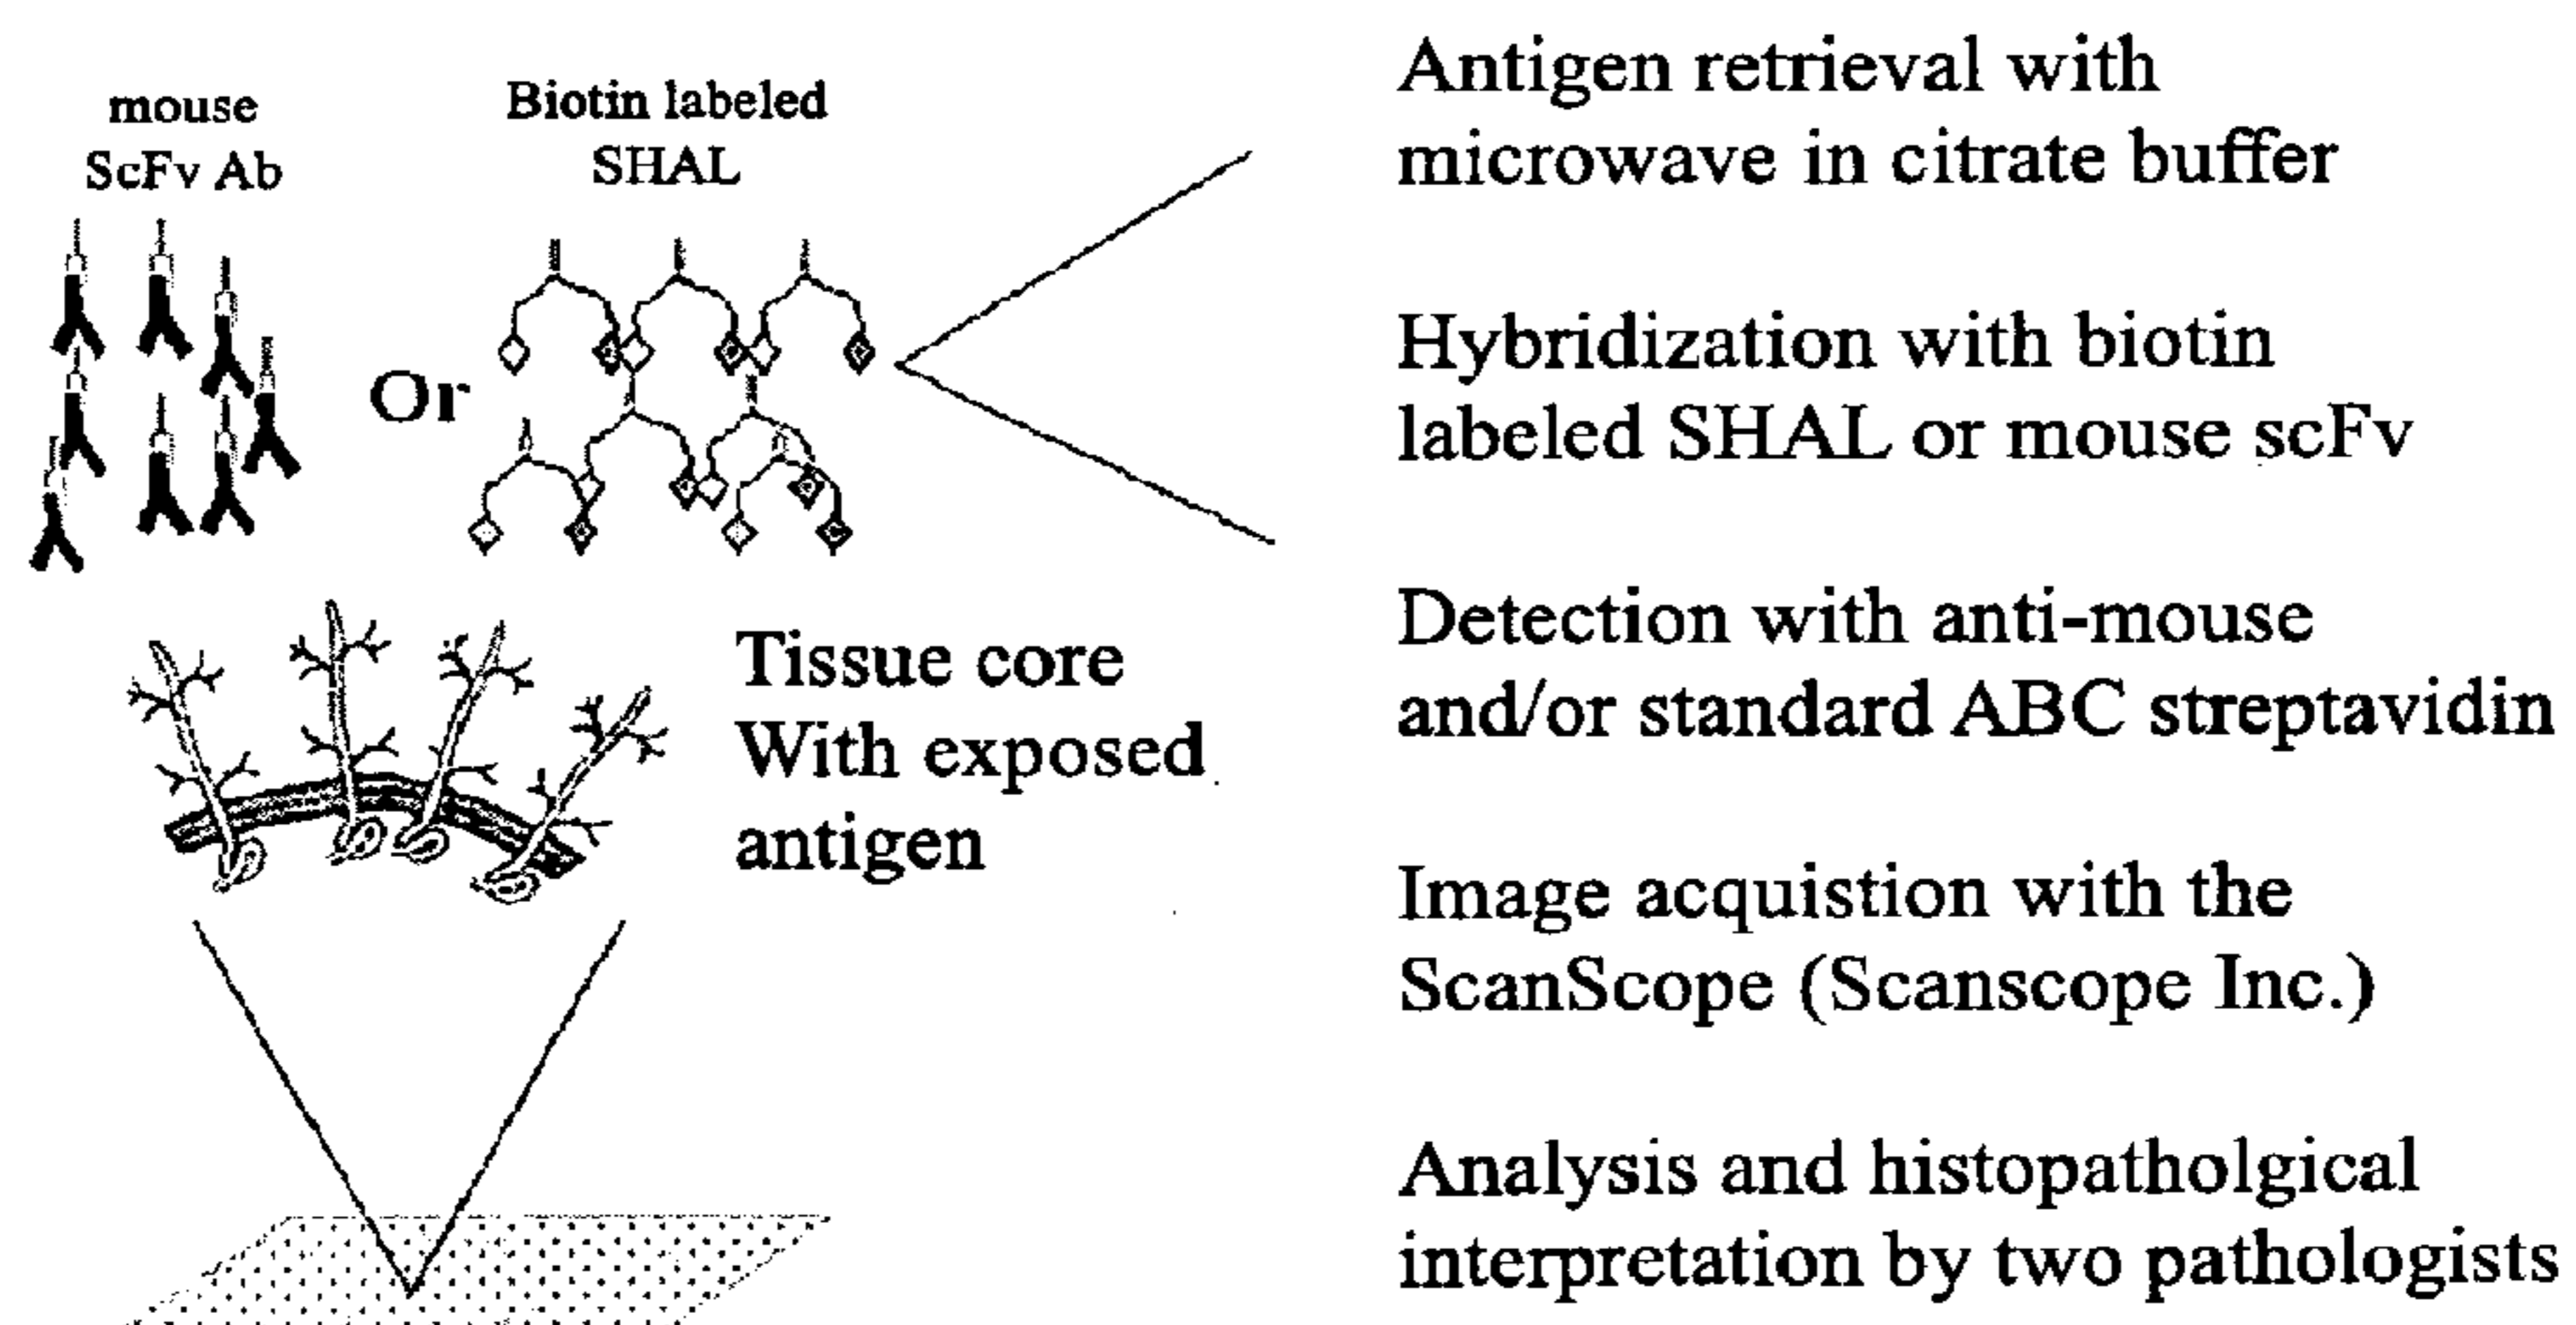 mouse
ScFv Ab
Biotin labeled
SHAL
Or
Tissue core
With exposed
antigen
Antigen retrieval with
microwave in citrate buffer
Hybridization with biotin
labeled SHAL or mouse scFv
Detection with anti-mouse
and/or standard ABC streptavidin
Image acquistion with the
ScanScope (Scanscope Inc.)
Analysis and histopatholgical
interpretation by two pathologists